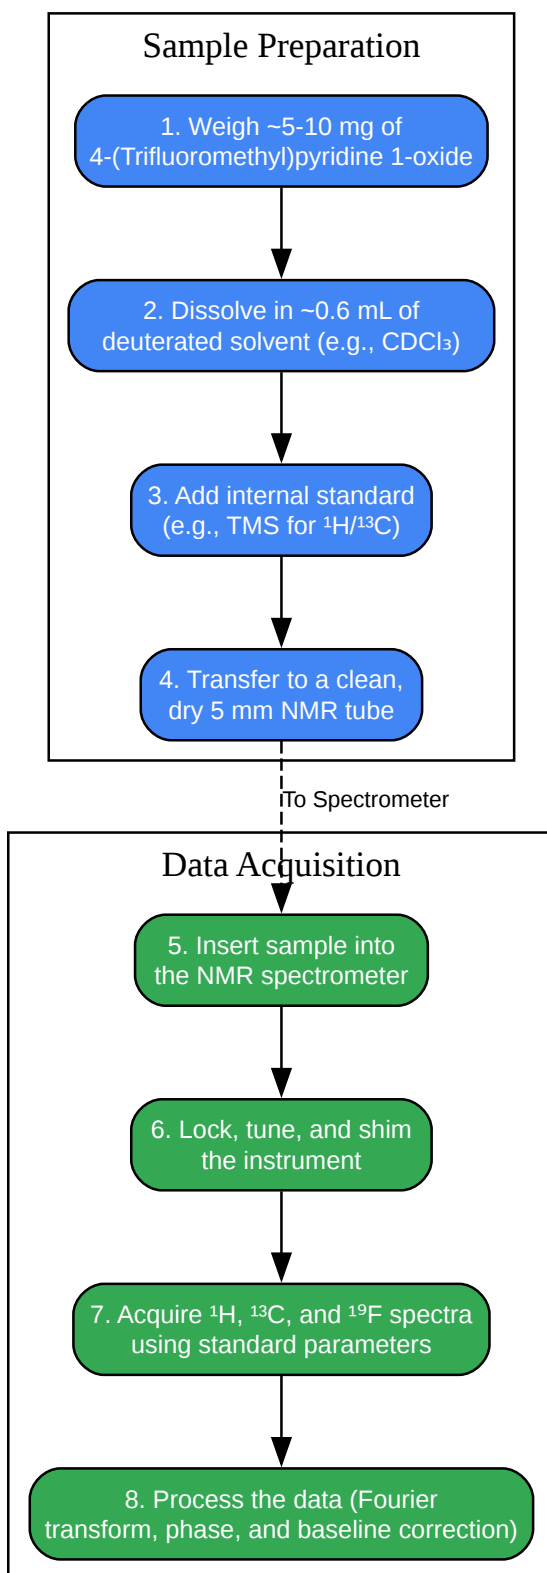 Sample Preparation
1. Weigh ~5-10 mg of
4-(Trifluoromethyl)pyridine 1-oxide
2. Dissolve in ~0.6 mL of
deuterated solvent (e.g., CDCl₃)
3. Add internal standard
(e.g., TMS for ¹H/¹³C)
4. Transfer to a clean,
dry 5 mm NMR tube
To Spectrometer
Data Acquisition
5. Insert sample into
the NMR spectrometer
6. Lock, tune, and shim
the instrument
7. Acquire ¹H, ¹³C, and ¹⁹F spectra
using standard parameters
8. Process the data (Fourier
transform, phase, and baseline correction)